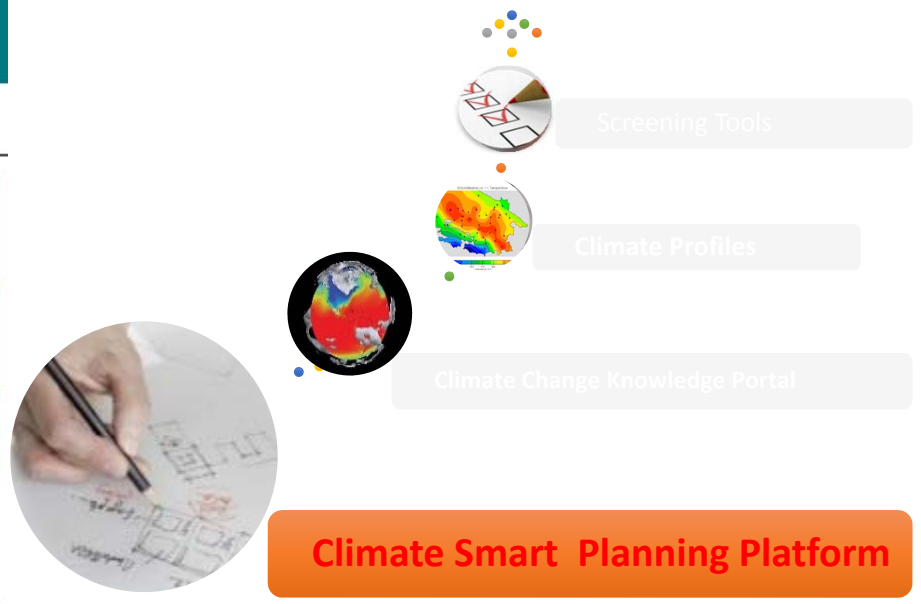 Screening Tools
Climate Profiles
Climate Change Knowledge Portal
Climate Smart Planning Platform